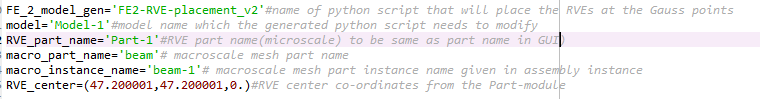 FE_2_model_gen='FE2-RVE-placement_v2'#name of python script that will place the RVEs at the Gauss points
model='Model-1'#model name which the generated python script needs to modify
RVE_part_name='Part-1'#RVE part name(microscale) to be same as part name in GUI)
macro_part_name='beam'# macroscale mesh part name
macro_instance_name='beam-1'# macroscale mesh part instance name given in assembly instance
RVE_center=(47.200001,47.200001,0.)#RVE center co-ordinates from the Part-module